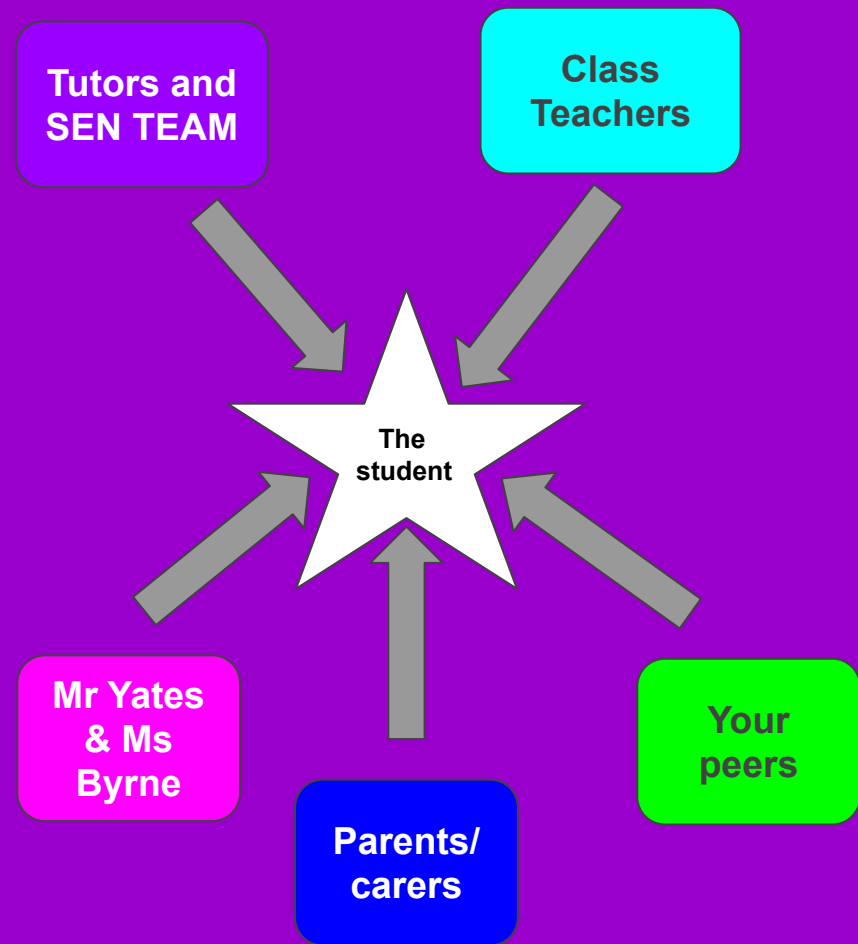 Tutors and
SEN TEAM
Class
Teachers
The
student
Mr Yates
& Ms
Byrne
Your
peers
Parents/
carers